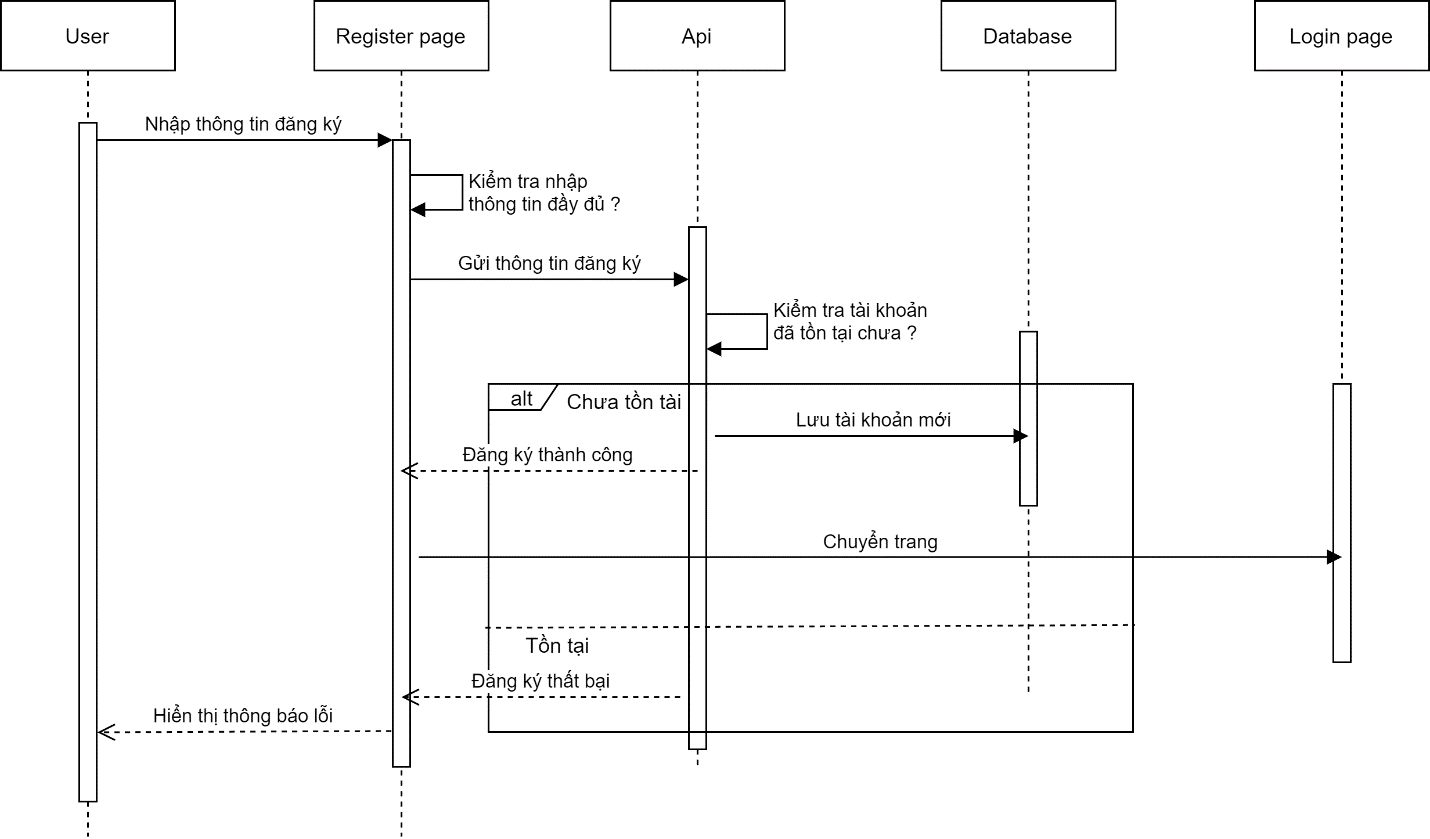 User
Register page
Api
Database
Login page
Nhập thông tin đăng ký
Kiểm tra nhập
thông tin đầy đủ ?
Gửi thông tin đăng ký
Kiểm tra tài khoản
đã tồn tại chưa ?
alt
Chưa tồn tài
Lưu tài khoản mới
Đăng ký thành công
Chuyển trang
Tồn tại
Đăng ký thất bại
Hiển thị thông báo lỗi